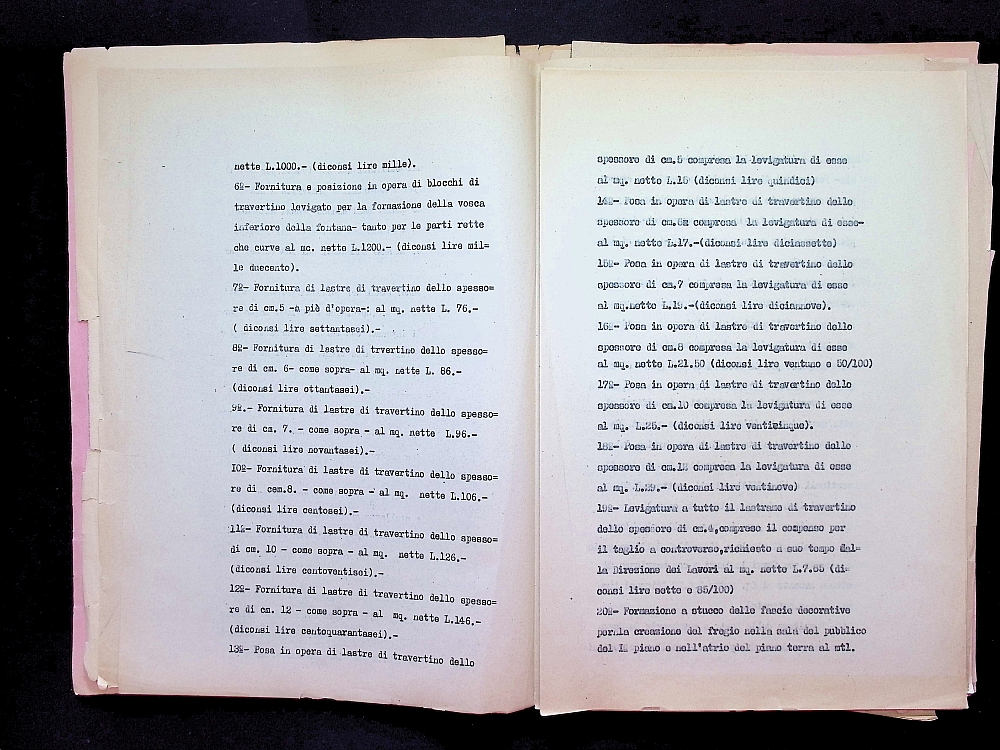 nette L.1000.- (diconsi lire mille).
6º- Fornitura e posizione in opera di blocchi di
travertino levigato per la formazione della vosca
inferiore della fontana- tanto per le parti rette
che curve al mc. nette L.1200.- (diconsi lire mil=
le duecento).
7º- Fornitura di lastre di travertino dello spesso=
re di cm.5 -a piè d'opera-: al mq. nette L. 76.-
( diconsi lire settantasei).-
8º- Fornitura di lastre di trvertino dello spesso=
re di cm. 6- come sopra- al mq. nette L. 86.-
(diconsi lire ottantasei).-
9º.- Fornitura di lastre di travertino dello spesso=
re di cm. 7. - come sopra - al mq. nette L.96.-
( diconsi lire novantasei).-
10º- Fornitura di lastre di travertino dello spesso=
re di cem.8. - come sopra - al mq. nette L.106.-
(diconsi lire centosei).-
11º- Fornitura di lastre di travertino dello spesso=
di cm. 10 - come sopra - al mq. nette L.126.-
(diconsi lire centoventisei).-
12º- Fornitura di lastre di travertino dello spesso=
re di cm. 12 - come sopra - al mq. nette L.146.-
(diconsi lire centoquarantasei).-
13º- Posa in opera di lastre di travertino dello
spessore di cm.5 compresa la levigatura di esse
al mq. nette L.15 (diconsi lire quindici)
14º- Posa in opera di lastre di travertino dello
spessore di cm.6 compresa la levigatura di esse-
al mq. nette L.17.-(diconsi lire diciassette)
15º- Posa in opera di lastre di travertino dello
spessore di cm.7 compresa la levigatura di esse
al mq.nette L.19.-(diconsi lire diciannove).
16º- Posa in opera di lastre di travertino dello
spessore di cm.8 compresa la levigatura di esse
al mq. nette L.21.50 (diconsi lire ventuno e 50/100)
17º- Posa in opera di lastre di travertino dello
spessore di cm.10 compresa la levigatura di esse
al mq. L.25.- (diconsi lire venticinque).
18º- Posa in opera di lastre di travertino dello
spessore di cm.12 compresa la levigatura di esse
al mq. L.29.- (diconsi lire ventinove)
19º- Levigatura a tutto il lastrame di travertino
dello spessore di cm.4,compreso il compenso per
il taglio a controverso,richiesto a suo tempo dal=
la Direzione dei Lavori al mq. nette L.7.85 (di-
consi lire sette e 85/100)
20º- Formazione a stucco delle fascie decorative
per la creazione del fregio nella sala del pubblico
del Iº piano e nell'atrio del piano terra al mtl.